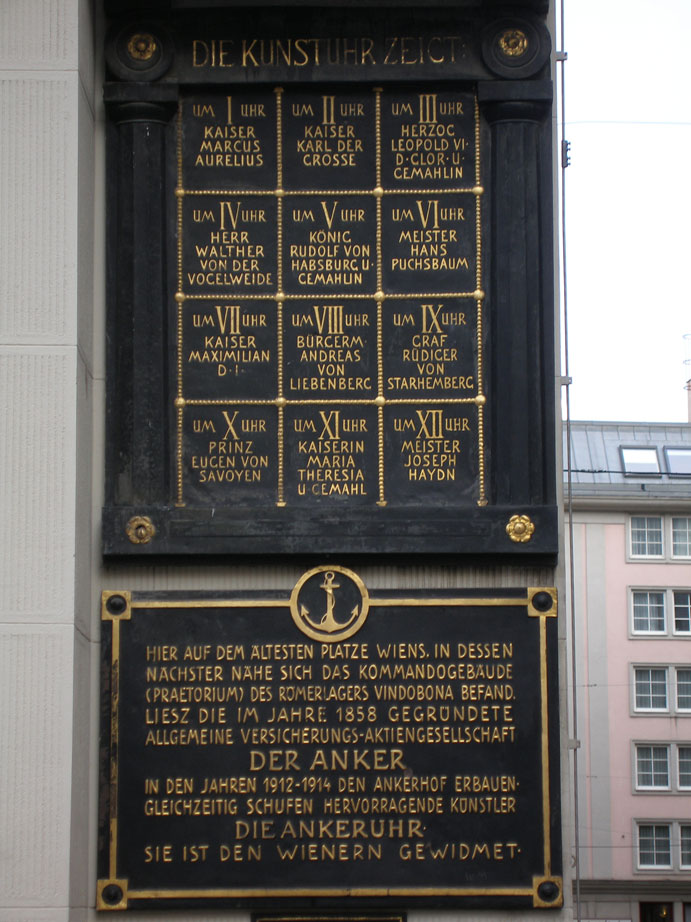 DIE KUNSTUHR ZEIGT:
UM I UHR
KAISER
MARCUS
AURELIUS
UM II UHR
KAISER
KARL DER
GROSSE
UM III UHR
HERZOG
LEOPOLD VI·
D·GLOR·U·
GEMAHLIN
UM IV UHR
HERR
WALTHER
VON DER
VOGELWEIDE
UM V UHR
KÖNIG
RUDOLF VON
HABSBURG U·
GEMAHLIN
UM VI UHR
MEISTER
HANS
PUCHSBAUM
UM VII UHR
KAISER
MAXIMILIAN
D·I·
UM VIII UHR
BÜRGERM·
ANDREAS
VON
LIEBENBERG
UM IX UHR
GRAF
RÜDIGER
VON
STARHEMBERG
UM X UHR
PRINZ
EUGEN VON
SAVOYEN
UM XI UHR
KAISERIN
MARIA
THERESIA
U·GEMAHL
UM XII UHR
MEISTER
JOSEPH
HAYDN
HIER AUF DEM ÄLTESTEN PLATZE WIENS, IN DESSEN
NÄCHSTER NÄHE SICH DAS KOMMANDOGEBÄUDE
(PRAETORIUM) DES RÖMERLAGERS VINDOBONA BEFAND,
LIESZ DIE IM JAHRE 1858 GEGRÜNDETE
ALLGEMEINE VERSICHERUNGS-AKTIENGESELLSCHAFT
DER ANKER
IN DEN JAHREN 1912-1914 DEN ANKERHOF ERBAUEN·
GLEICHZEITIG SCHUFEN HERVORRAGENDE KÜNSTLER
DIE ANKERUHR·
SIE IST DEN WIENERN GEWIDMET·